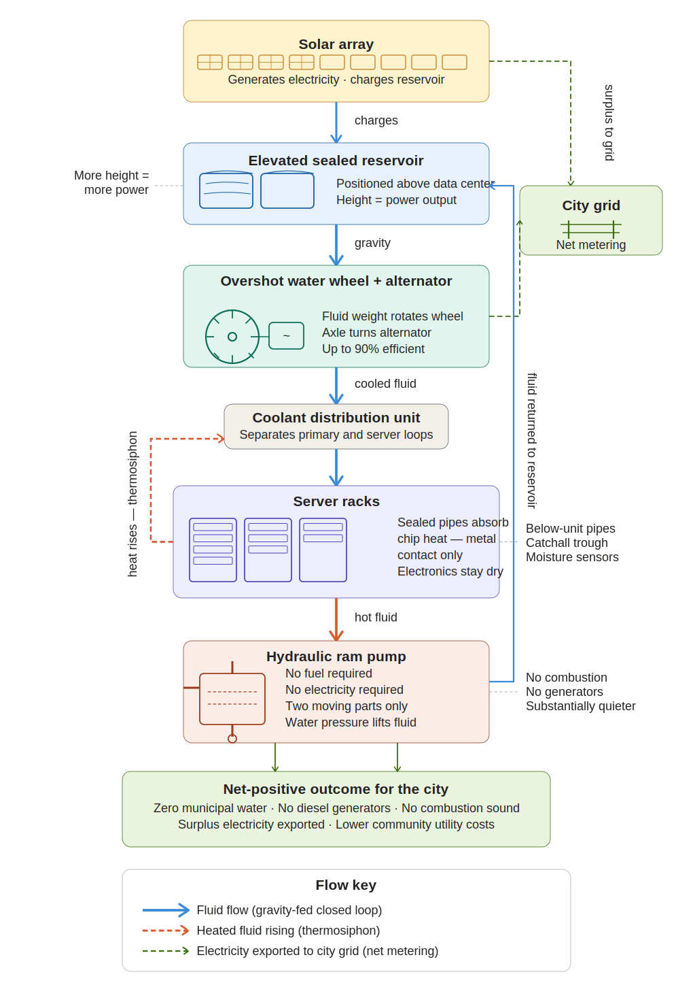 Solar array
Generates electricity · charges reservoir
surplus to grid
charges
Elevated sealed reservoir
More height =
more power
Positioned above data center
Height = power output
City grid
Net metering
gravity
Overshot water wheel + alternator
Fluid weight rotates wheel
Axle turns alternator
Up to 90% efficient
~
cooled fluid
fluid returned to reservoir
Coolant distribution unit
Separates primary and server loops
heat rises — thermosiphon
Server racks
Sealed pipes absorb
chip heat — metal
contact only
Electronics stay dry
Below-unit pipes
Catchall trough
Moisture sensors
hot fluid
Hydraulic ram pump
No fuel required
No electricity required
Two moving parts only
Water pressure lifts fluid
No combustion
No generators
Substantially quieter
Net-positive outcome for the city
Zero municipal water · No diesel generators · No combustion sound
Surplus electricity exported · Lower community utility costs
Flow key
Fluid flow (gravity-fed closed loop)
Heated fluid rising (thermosiphon)
Electricity exported to city grid (net metering)